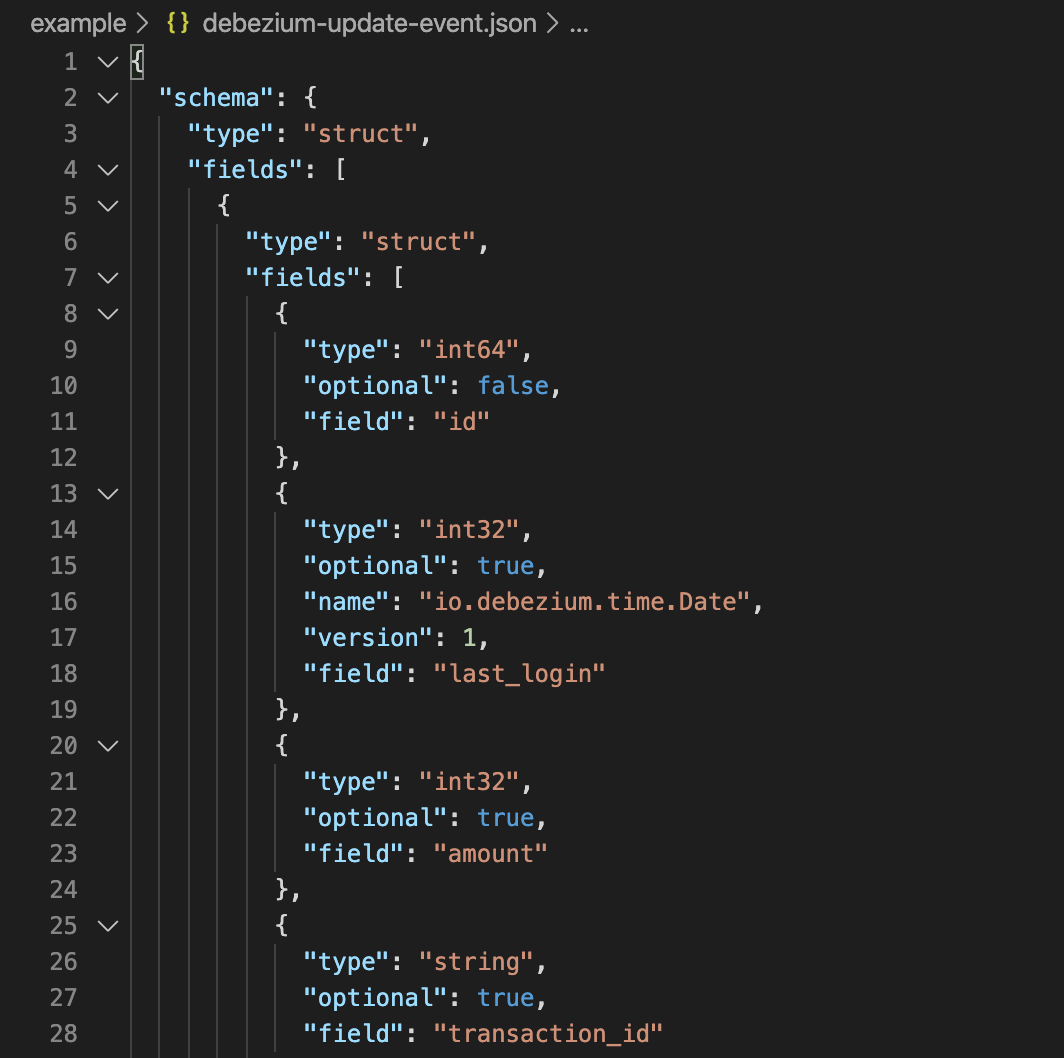 example > {} debezium-update-event.json > ...
1 {
2 "schema": {
3 "type": "struct",
4 "fields": [
5 {
6 "type": "struct",
7 "fields": [
8 {
9 "type": "int64",
10 "optional": false,
11 "field": "id"
12 },
13 {
14 "type": "int32",
15 "optional": true,
16 "name": "io.debezium.time.Date",
17 "version": 1,
18 "field": "last_login"
19 },
20 {
21 "type": "int32",
22 "optional": true,
23 "field": "amount"
24 },
25 {
26 "type": "string",
27 "optional": true,
28 "field": "transaction_id"